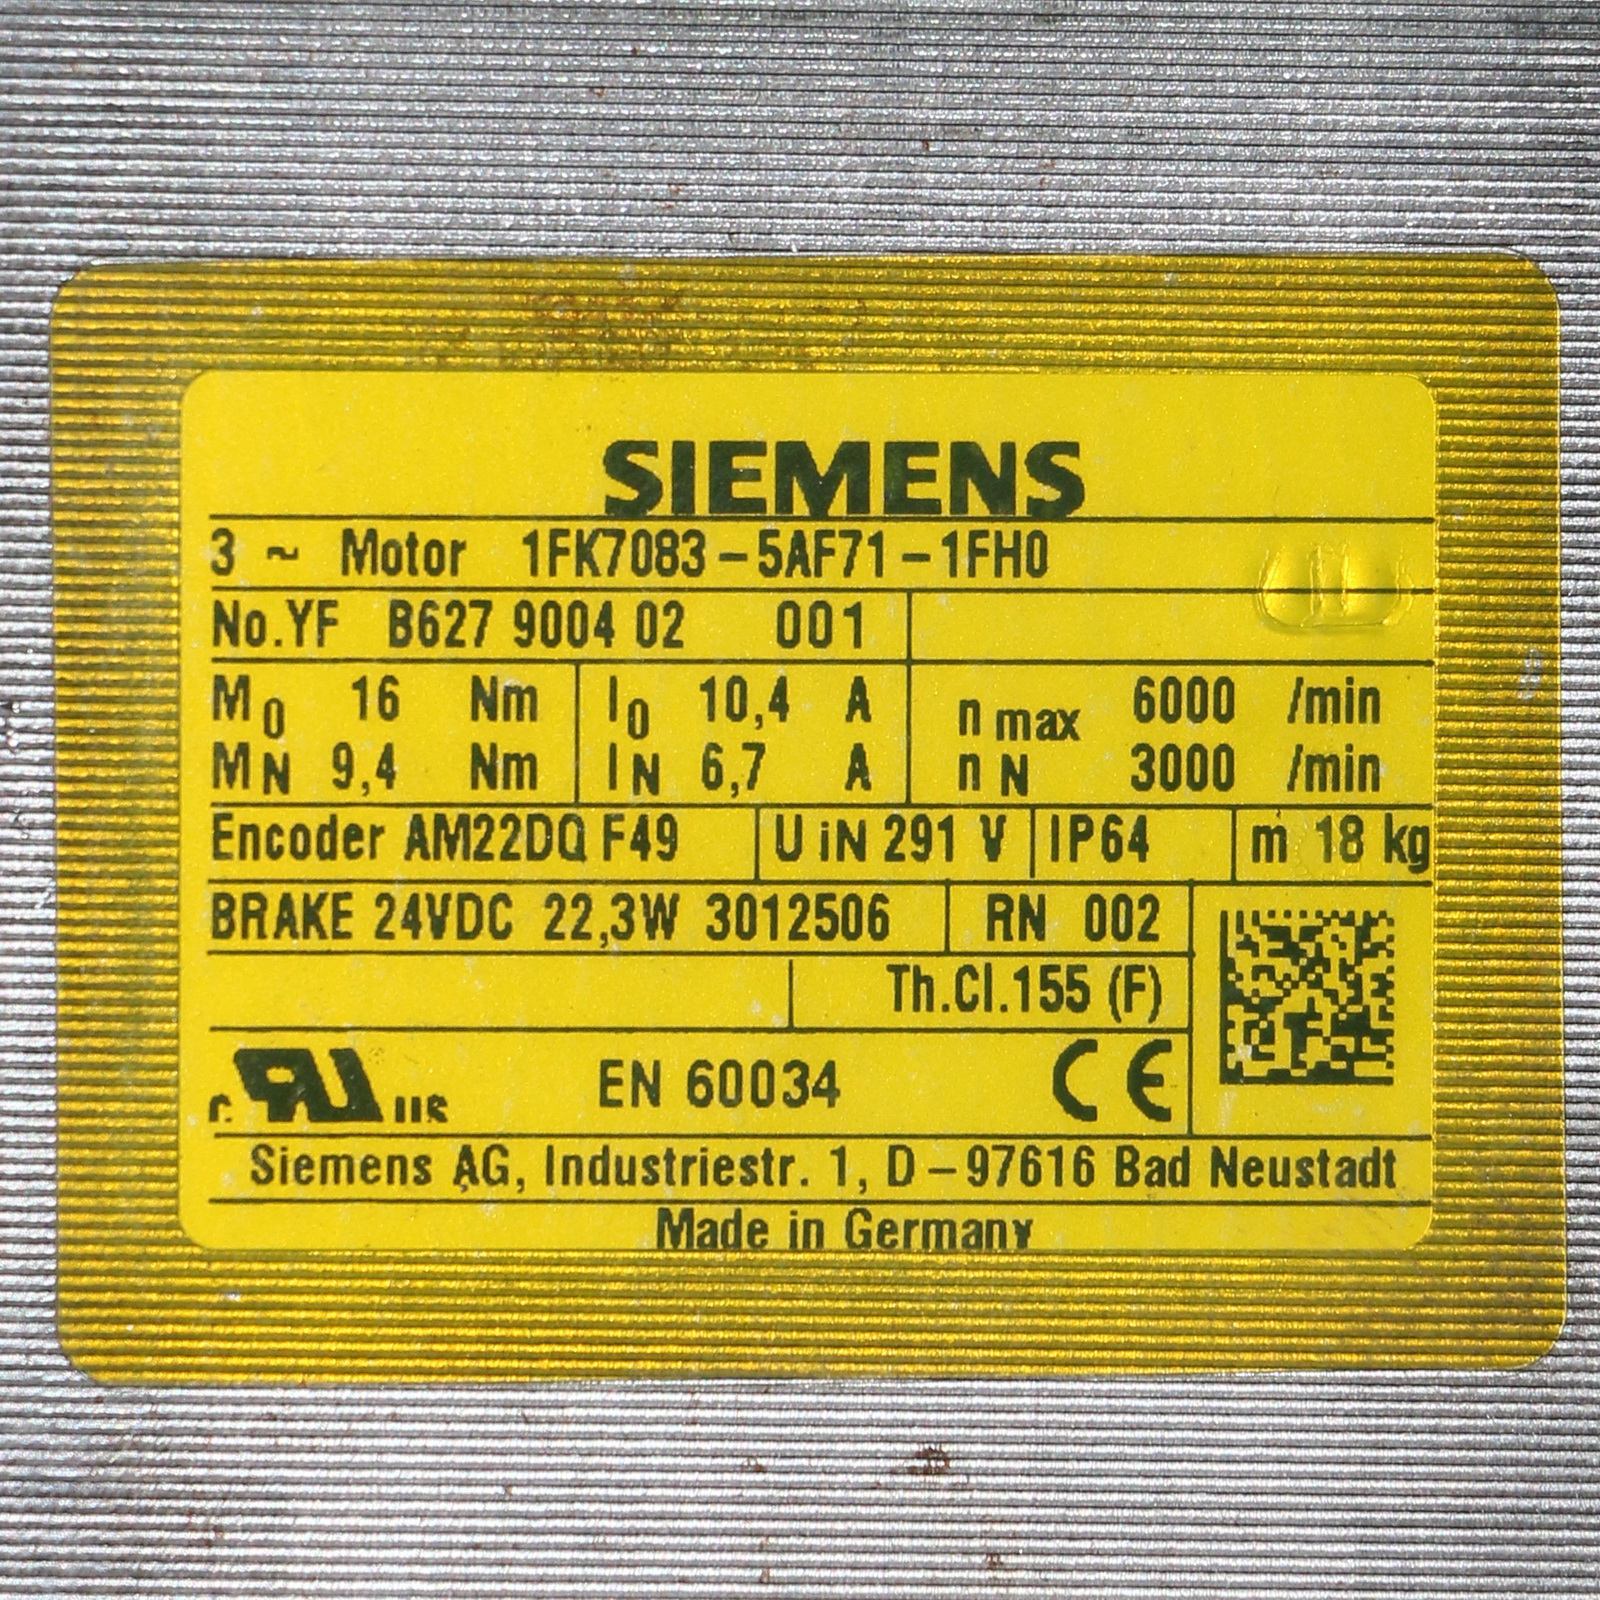 SIEMENS
3 ~ Motor 1FK7083-5AF71-1FH0
No.YF B627 9004 02 001
M0 16 Nm I0 10,4 A n max 6000 /min
MN 9,4 Nm IN 6,7 A n N 3000 /min
Encoder AM22DQ F49 U iN 291 V IP64 m 18 kg
BRAKE 24VDC 22,3W 3012506 RN 002
Th.Cl.155 (F)
c RU us EN 60034 CE
Siemens AG, Industriestr. 1, D-97616 Bad Neustadt
Made in Germany